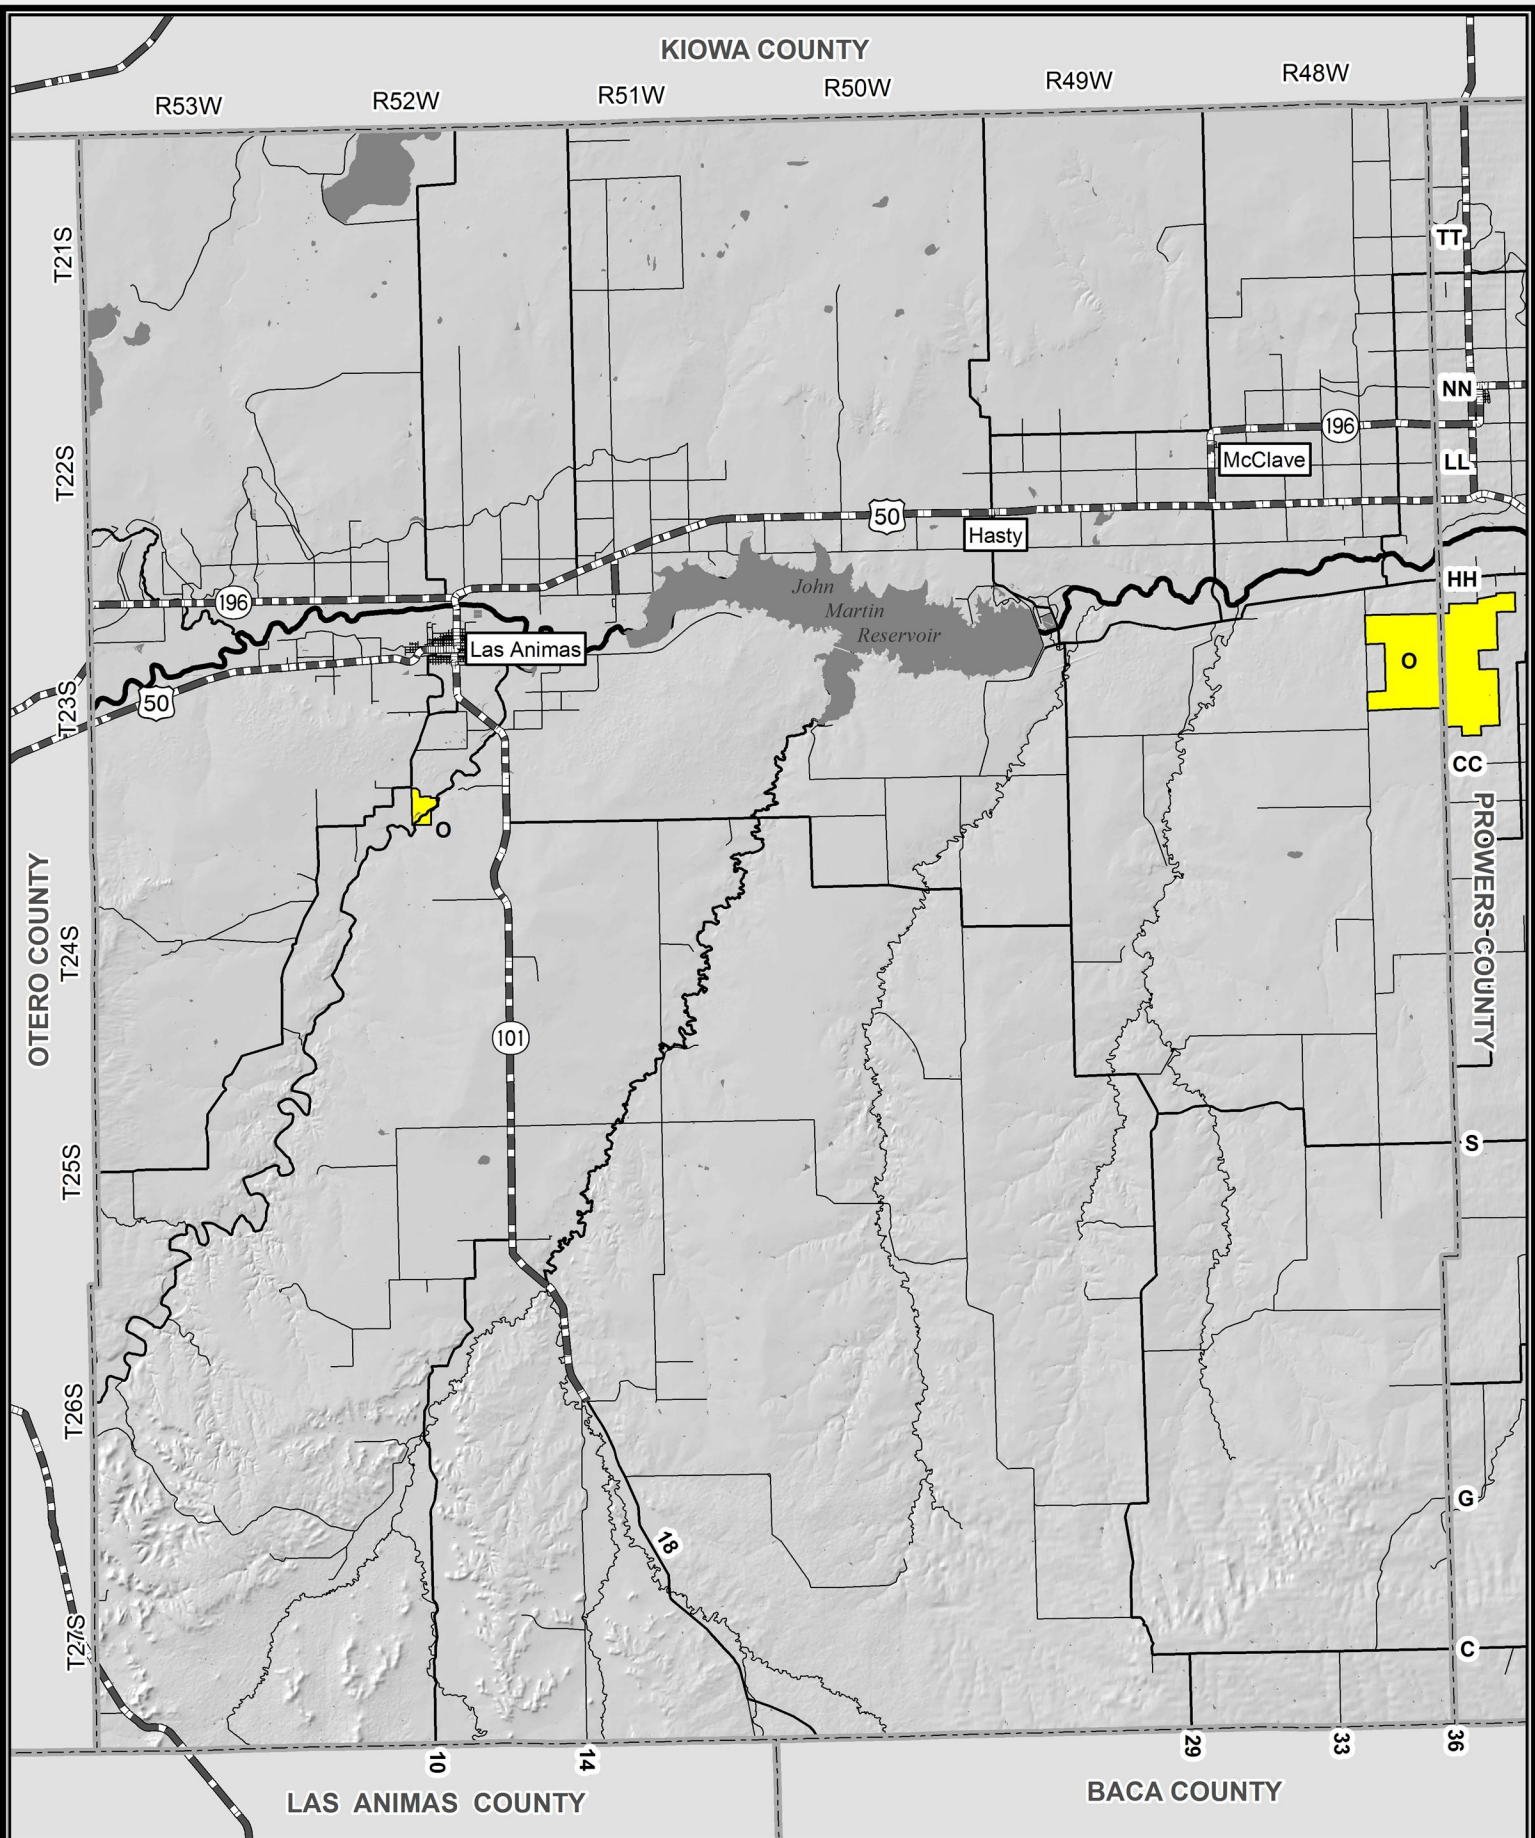 KIOWA COUNTY
R53W
R52W
R51W
R50W
R49W
R48W
T21S
TT
NN
196
McClave
LL
T22S
50
Hasty
HH
196
John
Martin
Reservoir
Las Animas
O
50
T23S
CC
O
PROWERS COUNTY
OTERO COUNTY
T24S
101
S
T25S
T26S
G
18
T27S
C
10
14
29
33
36
LAS ANIMAS COUNTY
BACA COUNTY